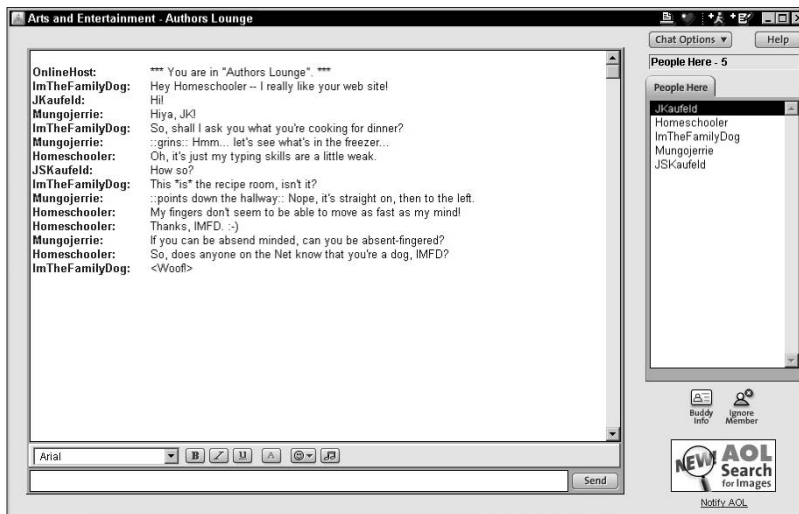 Arts and Entertainment - Authors Lounge
OnlineHost: *** You are in "Authors Lounge". ***
ImTheFamilyDog: Hey Homeschooler -- I really like your web site!
JKaufeld: Hi!
Mungojerrie: Hiya, JK!
ImTheFamilyDog: So, shall I ask you what you're cooking for dinner?
Mungojerrie: ::grins:: Hmm... let's see what's in the freezer...
Homeschooler: Oh, it's just my typing skills are a little weak.
JSKaufeld: How so?
ImTheFamilyDog: This *is* the recipe room, isn't it?
Mungojerrie: ::points down the hallway:: Nope, it's straight on, then to the left.
Homeschooler: My fingers don't seem to be able to move as fast as my mind!
Homeschooler: Thanks, IMFD. :-)
Mungojerrie: If you can be absend minded, can you be absent-fingered?
Homeschooler: So, does anyone on the Net know that you're a dog, IMFD?
ImTheFamilyDog: <Woof!>
Arial
B I U A
Send
Chat Options Help
People Here - 5
People Here
JKaufeld
Homeschooler
ImTheFamilyDog
Mungojerrie
JSKaufeld
Buddy Info
Ignore Member
NEW! AOL
Search
for Images
Notify AOL